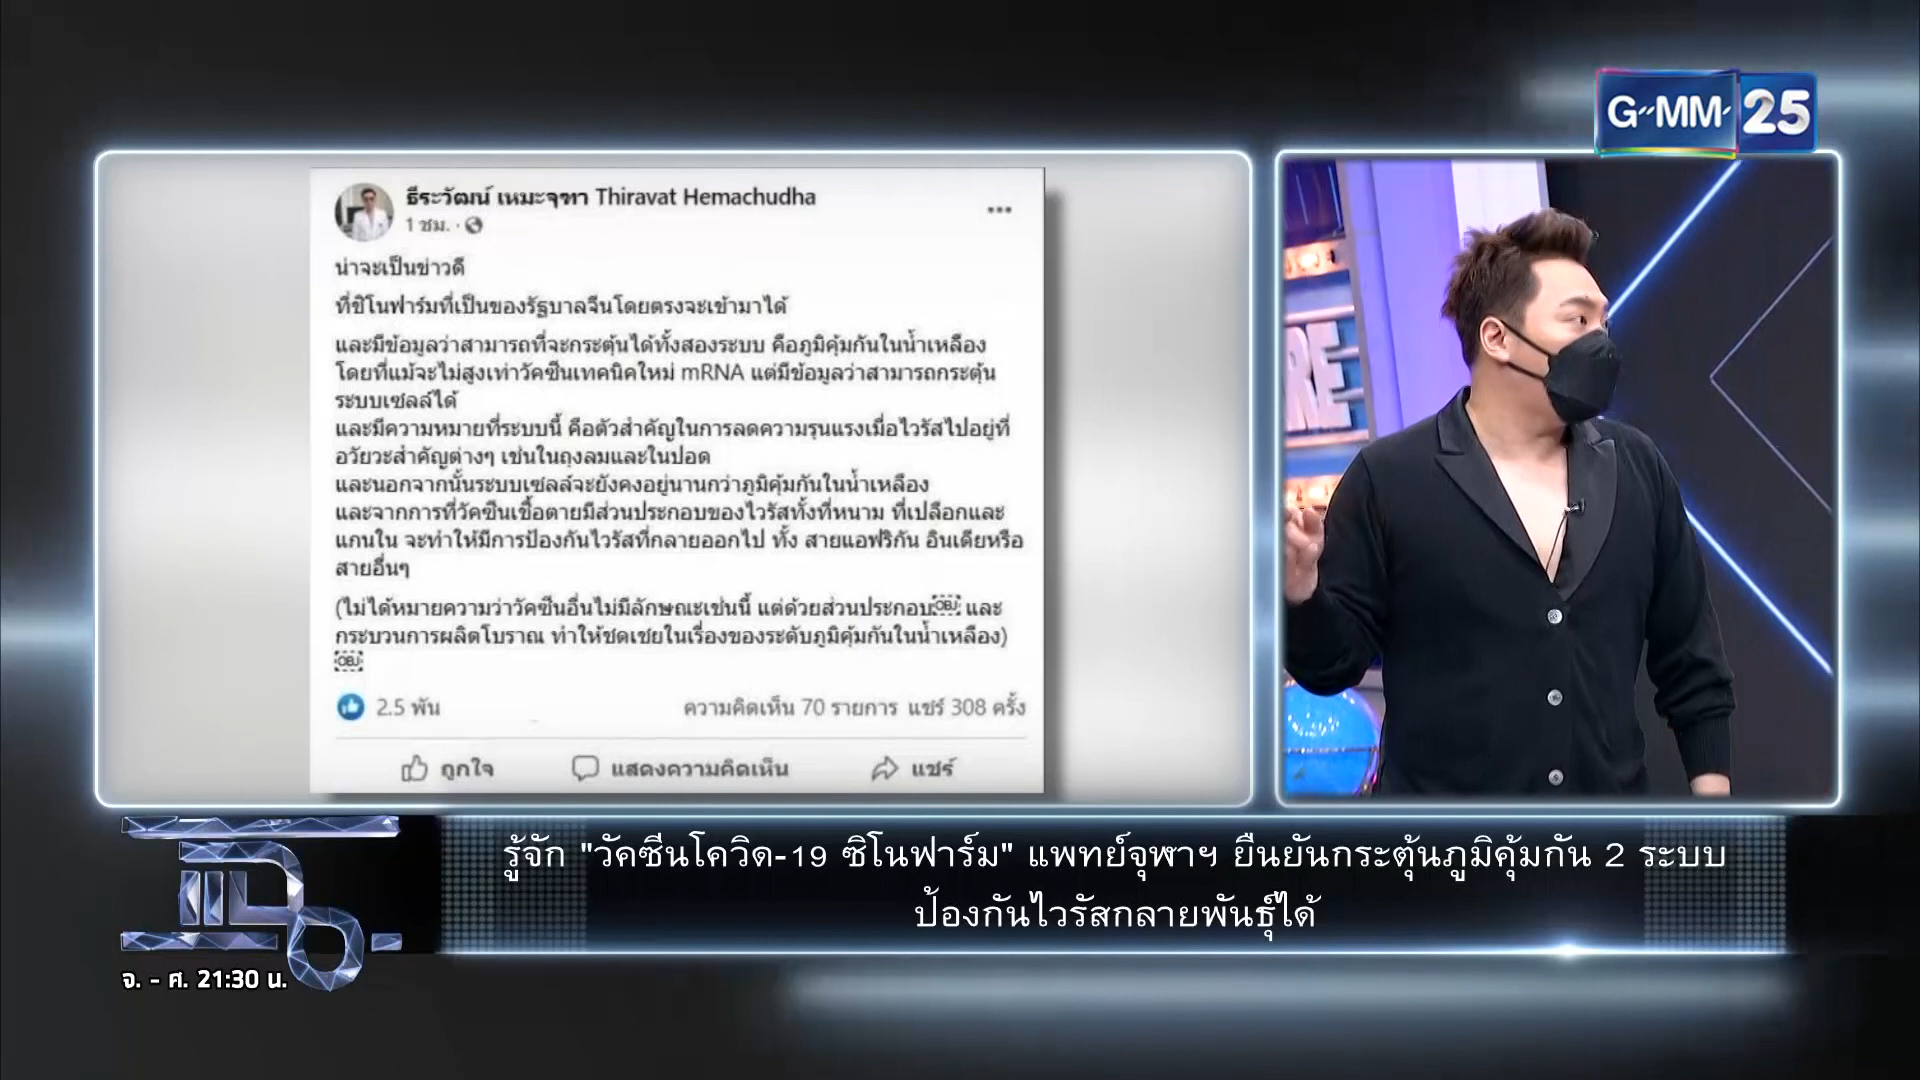 G-MM- 25
ธีระวัฒน์ เหมะจุฑา Thiravat Hemachudha
1 ชม. ·
น่าจะเป็นข่าวดี
ที่ซิโนฟาร์มที่เป็นของรัฐบาลจีนโดยตรงจะเข้ามาได้
และมีข้อมูลว่าสามารถที่จะกระตุ้นได้ทั้งสองระบบ คือภูมิคุ้มกันในน้ำเหลือง
โดยที่แม้จะไม่สูงเท่าวัคซีนเทคนิคใหม่ mRNA แต่มีข้อมูลว่าสามารถกระตุ้น
ระบบเซลล์ได้
และมีความหมายที่ระบบนี้ คือตัวสำคัญในการลดความรุนแรงเมื่อไวรัสไปอยู่ที่
อวัยวะสำคัญต่างๆ เช่นในถุงลมและในปอด
และนอกจากนั้นระบบเซลล์จะยังคงอยู่นานกว่าภูมิคุ้มกันในน้ำเหลือง
และจากการที่วัคซีนเชื้อตายมีส่วนประกอบของไวรัสทั้งที่หนาม ที่เปลือกและ
แกนใน จะทำให้มีการป้องกันไวรัสที่กลายออกไป ทั้ง สายแอฟริกัน อินเดียหรือ
สายอื่นๆ
(ไม่ได้หมายความว่าวัคซีนอื่นไม่มีลักษณะเช่นนี้ แต่ด้วยส่วนประกอบOBJ และ
กระบวนการผลิตโบราณ ทำให้ชดเชยในเรื่องของระดับภูมิคุ้มกันในน้ำเหลือง)
OBJ
2.5 พัน ความคิดเห็น 70 รายการ แชร์ 308 ครั้ง
ถูกใจ แสดงความคิดเห็น แชร์
รู้จัก "วัคซีนโควิด-19 ซิโนฟาร์ม" แพทย์จุฬาฯ ยืนยันกระตุ้นภูมิคุ้มกัน 2 ระบบ
ป้องกันไวรัสกลายพันธุ์ได้
แฉ
จ. - ศ. 21:30 น.